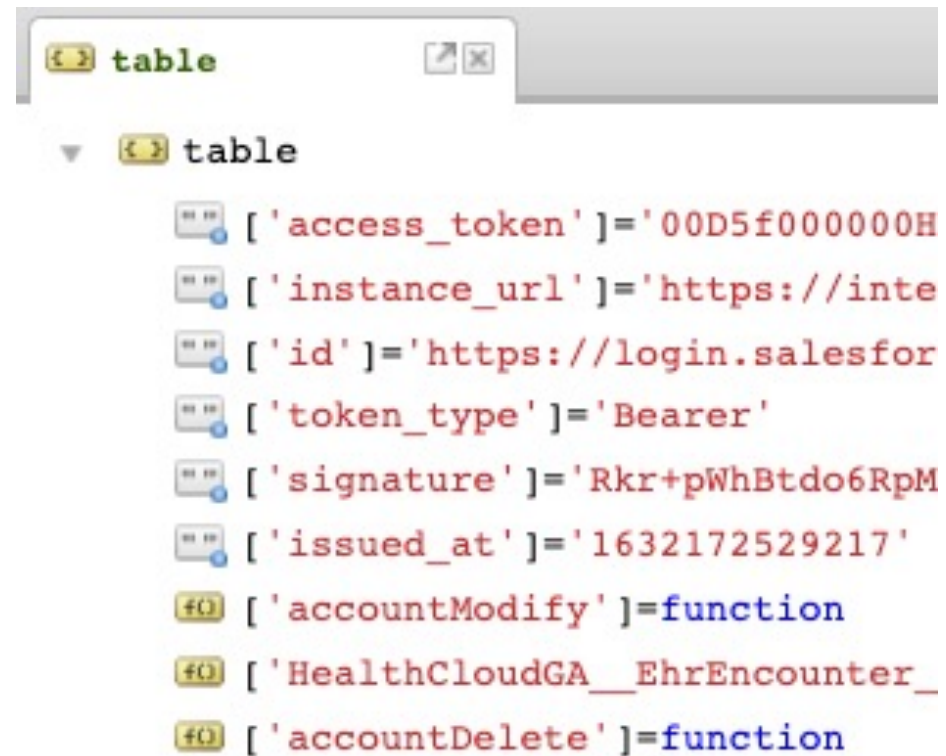 table
table
['access_token']='00D5f000000H
['instance_url']='https://inte
['id']='https://login.salesfor
['token_type']='Bearer'
['signature']='Rkr+pWhBtdo6RpM
['issued_at']='1632172529217'
f() ['accountModify']=function
f() ['HealthCloudGA__EhrEncounter_
f() ['accountDelete']=function